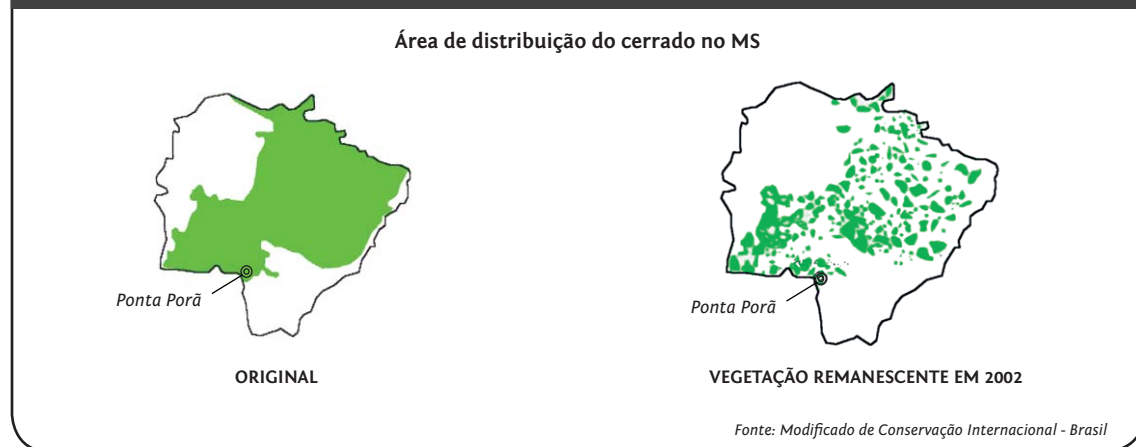 Área de distribuição do cerrado no MS
Ponta Porã
Ponta Porã
ORIGINAL
VEGETAÇÃO REMANESCENTE EM 2002
Fonte: Modificado de Conservação Internacional - Brasil